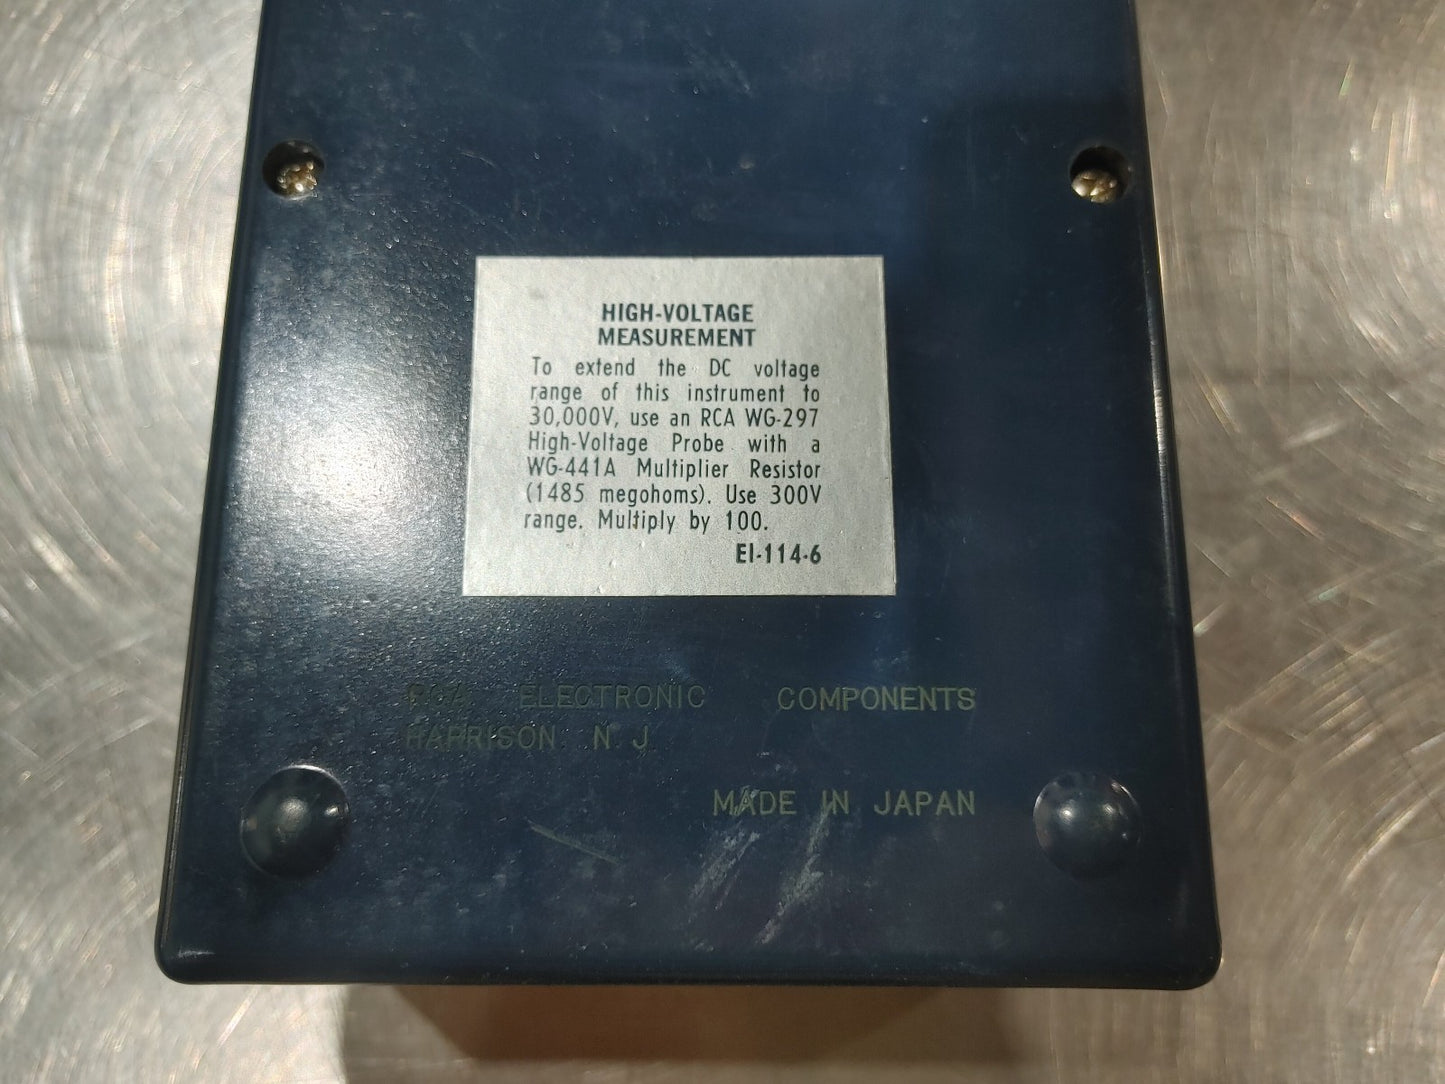 HIGH-VOLTAGE
MEASUREMENT
To extend the DC voltage
range of this instrument to
30,000V, use an RCA WG-297
High-Voltage Probe with a
WG-441A Multiplier Resistor
(1485 megohoms). Use 300V
range. Multiply by 100.
EI-114-6
RCA ELECTRONIC COMPONENTS
HARRISON N J
MADE IN JAPAN